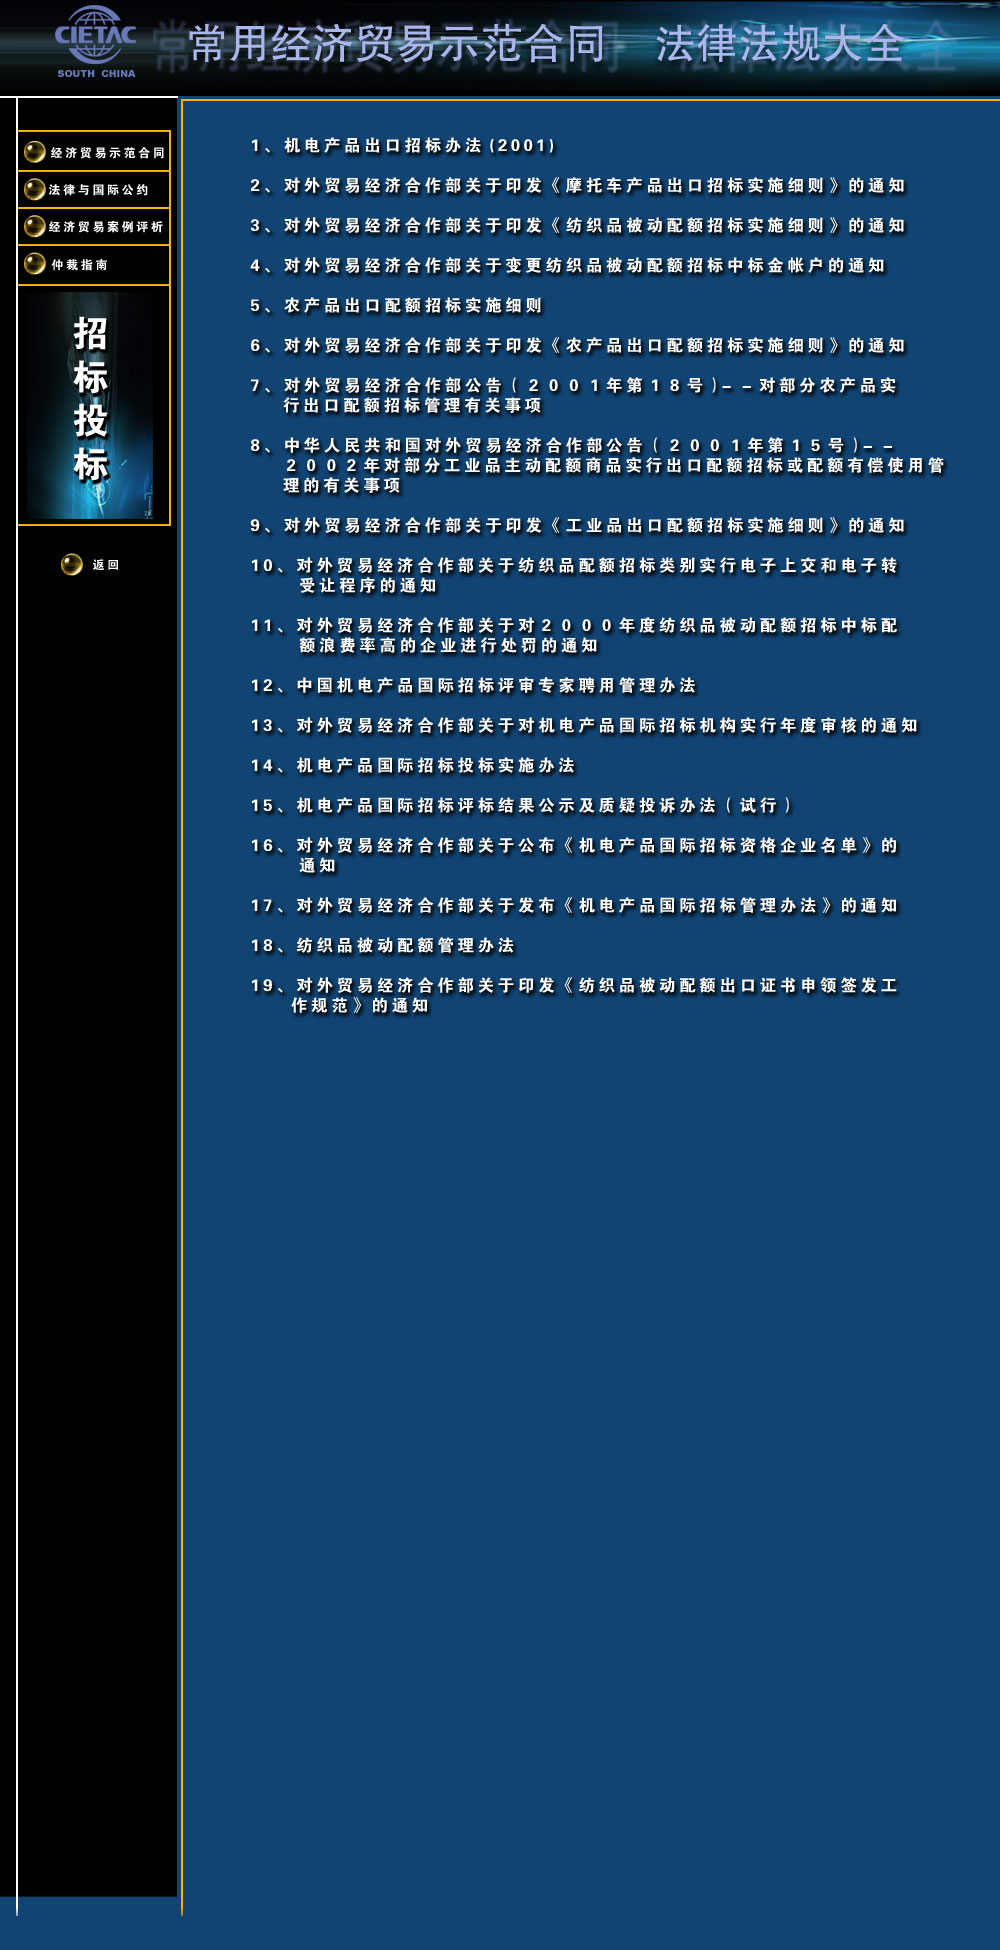 CIETAC
SOUTH CHINA
常用经济贸易示范合同 法律法规大全
经济贸易示范合同
法律与国际公约
经济贸易案例评析
仲裁指南
招
标
投
标
返回
1、机电产品出口招标办法(2001)
2、对外贸易经济合作部关于印发《摩托车产品出口招标实施细则》的通知
3、对外贸易经济合作部关于印发《纺织品被动配额招标实施细则》的通知
4、对外贸易经济合作部关于变更纺织品被动配额招标中标金帐户的通知
5、农产品出口配额招标实施细则
6、对外贸易经济合作部关于印发《农产品出口配额招标实施细则》的通知
7、对外贸易经济合作部公告（２００１年第１８号)－－对部分农产品实
行出口配额招标管理有关事项
8、中华人民共和国对外贸易经济合作部公告（２００１年第１５号)－－
２００２年对部分工业品主动配额商品实行出口配额招标或配额有偿使用管
理的有关事项
9、对外贸易经济合作部关于印发《工业品出口配额招标实施细则》的通知
10、对外贸易经济合作部关于纺织品配额招标类别实行电子上交和电子转
受让程序的通知
11、对外贸易经济合作部关于对２０００年度纺织品被动配额招标中标配
额浪费率高的企业进行处罚的通知
12、中国机电产品国际招标评审专家聘用管理办法
13、对外贸易经济合作部关于对机电产品国际招标机构实行年度审核的通知
14、机电产品国际招标投标实施办法
15、机电产品国际招标评标结果公示及质疑投诉办法（试行）
16、对外贸易经济合作部关于公布《机电产品国际招标资格企业名单》的
通知
17、对外贸易经济合作部关于发布《机电产品国际招标管理办法》的通知
18、纺织品被动配额管理办法
19、对外贸易经济合作部关于印发《纺织品被动配额出口证书申领签发工
作规范》的通知